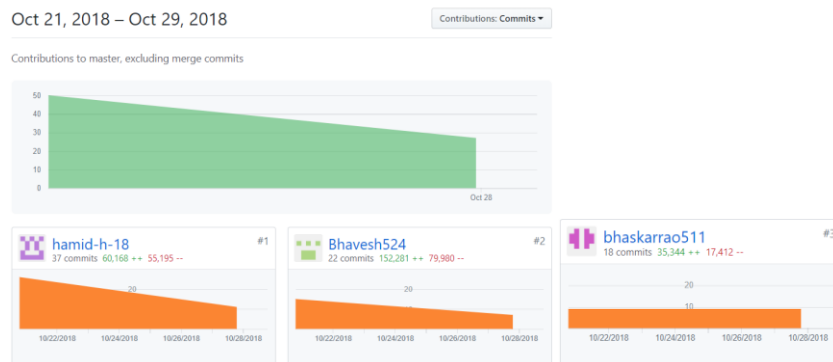 Oct 21, 2018 – Oct 29, 2018
Contributions: Commits
Contributions to master, excluding merge commits
50
40
30
20
10
0
Oct 28
hamid-h-18 #1
37 commits 60,168 ++ 55,195 --
20
10/22/2018 10/24/2018 10/26/2018 10/28/2018
Bhavesh524 #2
22 commits 152,281 ++ 79,980 --
20
10/22/2018 10/24/2018 10/26/2018 10/28/2018
bhaskarrao511 #3
18 commits 35,344 ++ 17,412 --
20
10
10/22/2018 10/24/2018 10/26/2018 10/28/2018